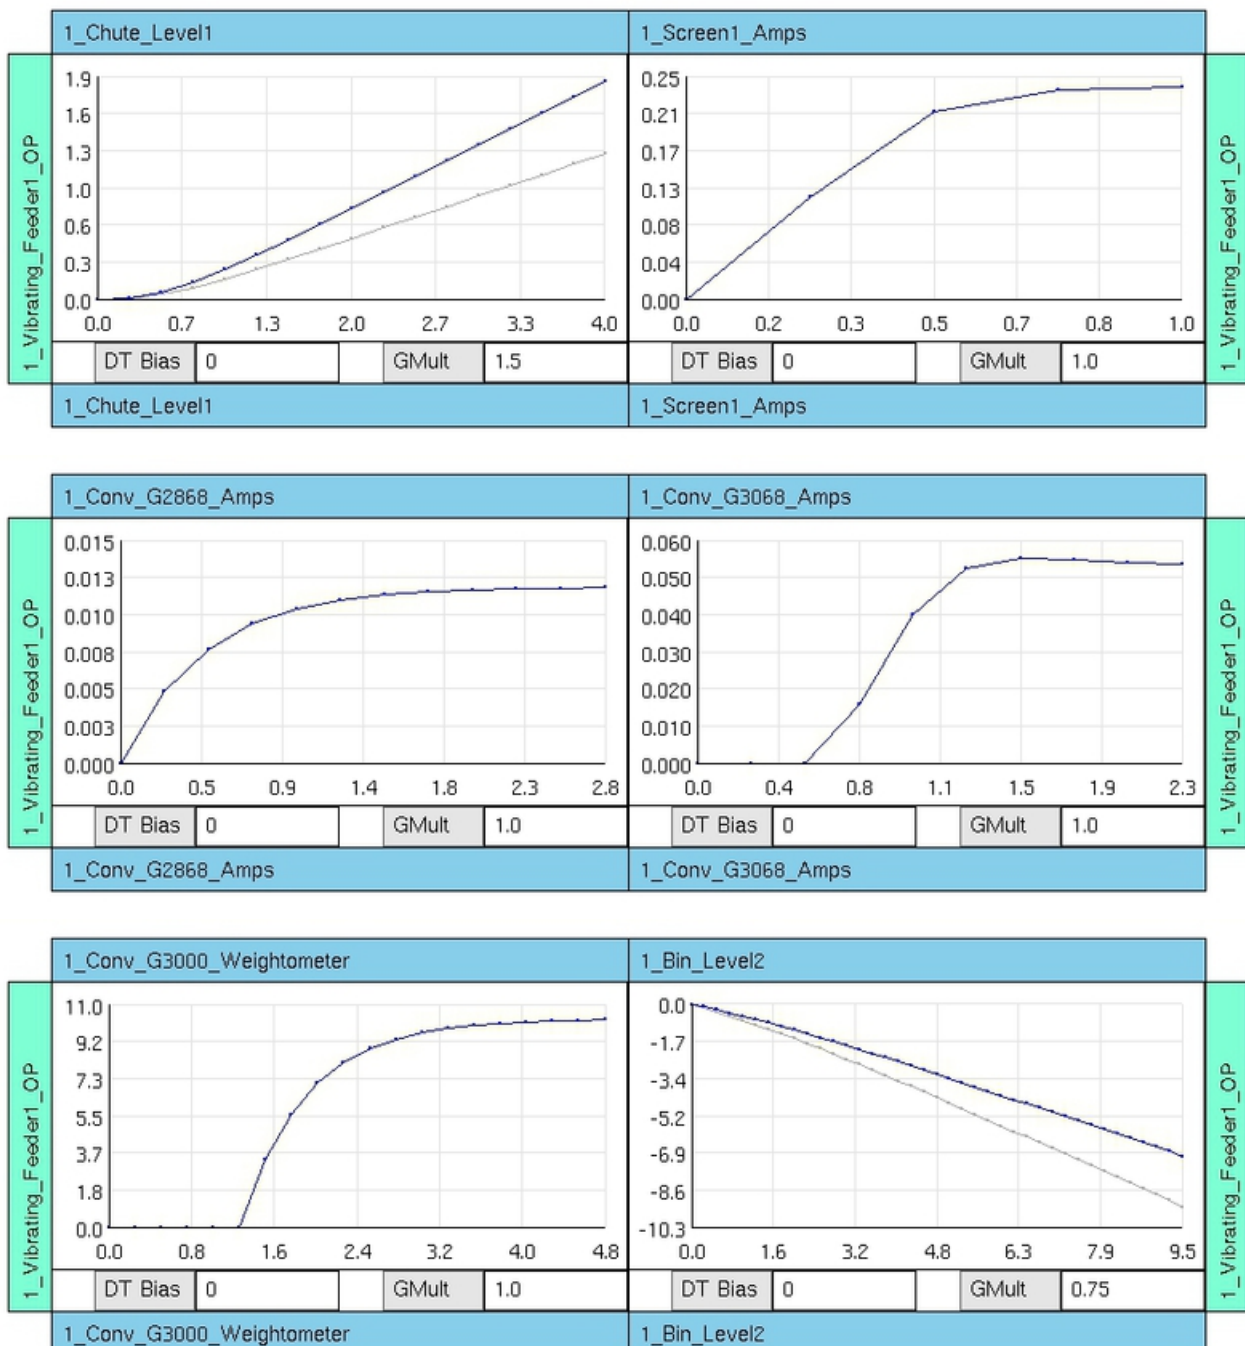 1_Chute_Level1
1_Screen1_Amps
1_Vibrating_Feeder1_OP
1.9
1.6
1.3
1.0
0.6
0.3
0.0
0.0 0.7 1.3 2.0 2.7 3.3 4.0
DT Bias 0 GMult 1.5
0.25
0.21
0.17
0.13
0.08
0.04
0.00
0.0 0.2 0.3 0.5 0.7 0.8 1.0
DT Bias 0 GMult 1.0
1_Vibrating_Feeder1_OP
1_Chute_Level1
1_Screen1_Amps
1_Conv_G2868_Amps
1_Conv_G3068_Amps
1_Vibrating_Feeder1_OP
0.015
0.013
0.010
0.008
0.005
0.003
0.000
0.0 0.5 0.9 1.4 1.8 2.3 2.8
DT Bias 0 GMult 1.0
0.060
0.050
0.040
0.030
0.020
0.010
0.000
0.0 0.4 0.8 1.1 1.5 1.9 2.3
DT Bias 0 GMult 1.0
1_Vibrating_Feeder1_OP
1_Conv_G2868_Amps
1_Conv_G3068_Amps
1_Conv_G3000_Weightometer
1_Bin_Level2
1_Vibrating_Feeder1_OP
11.0
9.2
7.3
5.5
3.7
1.8
0.0
0.0 0.8 1.6 2.4 3.2 4.0 4.8
DT Bias 0 GMult 1.0
0.0
-1.7
-3.4
-5.2
-6.9
-8.6
-10.3
0.0 1.6 3.2 4.8 6.3 7.9 9.5
DT Bias 0 GMult 0.75
1_Vibrating_Feeder1_OP
1_Conv_G3000_Weightometer
1_Bin_Level2